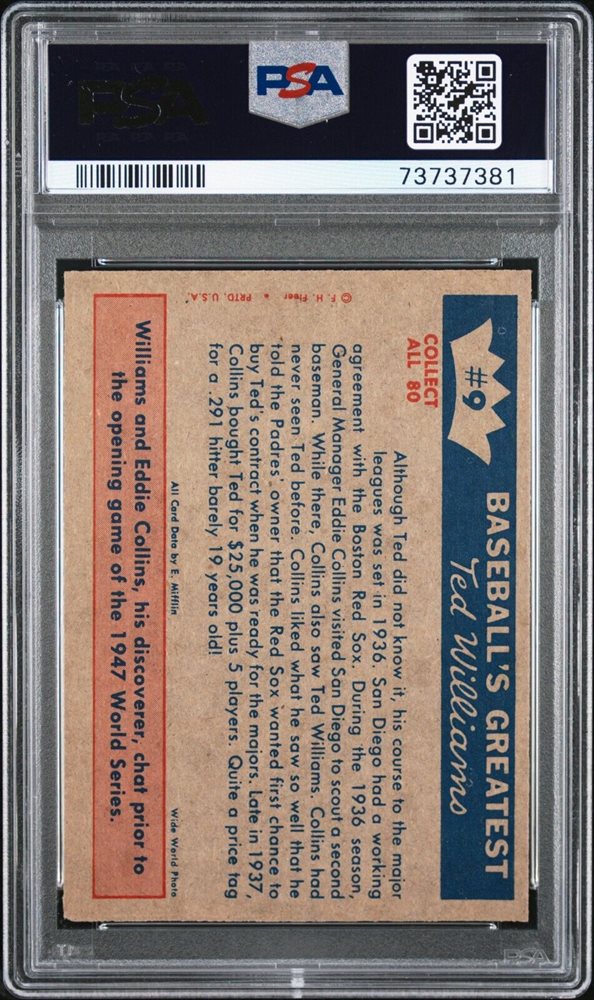 PSA
PSA
73737381
#9
BASEBALL'S GREATEST
Ted Williams
COLLECT
ALL 80
Although Ted did not know it, his course to the major
leagues was set in 1936. San Diego had a working
agreement with the Boston Red Sox. During the 1936 season,
General Manager Eddie Collins visited San Diego to scout a second
baseman. While there, Collins also saw Ted Williams. Collins had
never seen Ted before. Collins liked what he saw so well that he
told the Padres' owner that the Red Sox wanted first chance to
buy Ted's contract when he was ready for the majors. Late in 1937,
Collins bought Ted for $25,000 plus 5 players. Quite a price tag
for a .291 hitter barely 19 years old!
© F. H. Fleer ★ PRTD. U.S.A.
All Card Data by E. Mifflin
Wide World Photo
Williams and Eddie Collins, his discoverer, chat prior to
the opening game of the 1947 World Series.
PSA